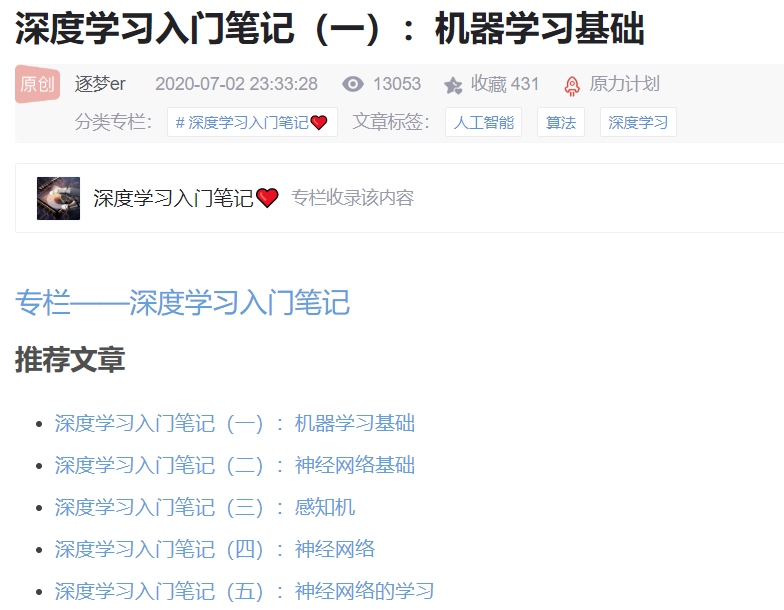 深度学习入门笔记（一）：机器学习基础
原创 逐梦er 2020-07-02 23:33:28 13053 收藏 431 原力计划
分类专栏： # 深度学习入门笔记 文章标签： 人工智能 算法 深度学习
深度学习入门笔记 专栏收录该内容
专栏——深度学习入门笔记
推荐文章
深度学习入门笔记（一）：机器学习基础
深度学习入门笔记（二）：神经网络基础
深度学习入门笔记（三）：感知机
深度学习入门笔记（四）：神经网络
深度学习入门笔记（五）：神经网络的学习